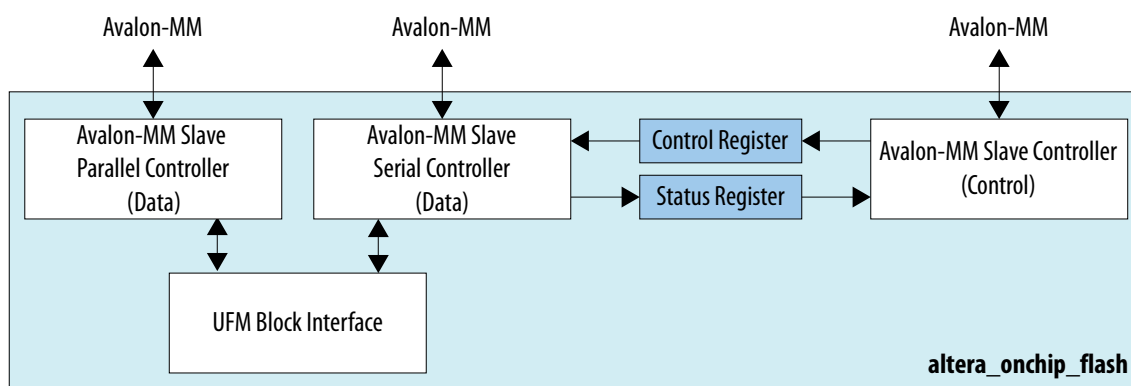 Avalon-MM
Avalon-MM
Avalon-MM
Avalon-MM Slave
Parallel Controller
(Data)
Avalon-MM Slave
Serial Controller
(Data)
Control Register
Status Register
Avalon-MM Slave Controller
(Control)
UFM Block Interface
altera_onchip_flash